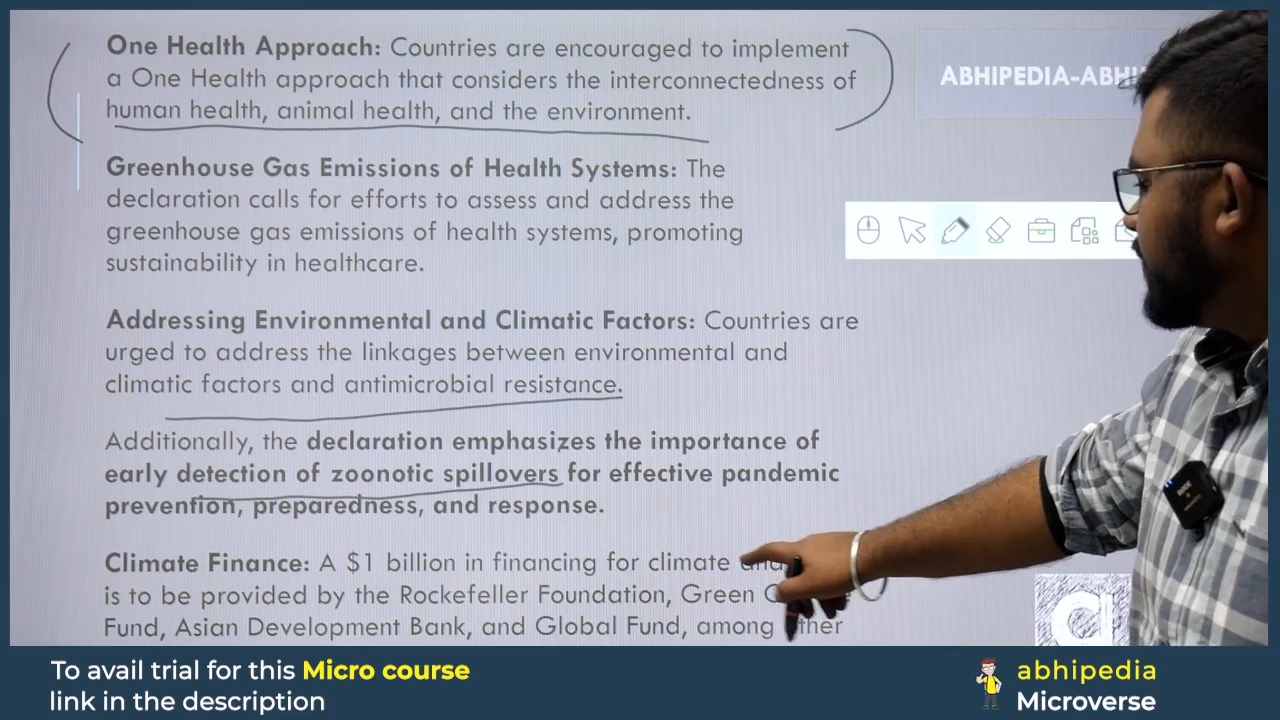 One Health Approach: Countries are encouraged to implement
a One Health approach that considers the interconnectedness of
human health, animal health, and the environment.
Greenhouse Gas Emissions of Health Systems: The
declaration calls for efforts to assess and address the
greenhouse gas emissions of health systems, promoting
sustainability in healthcare.
Addressing Environmental and Climatic Factors: Countries are
urged to address the linkages between environmental and
climatic factors and antimicrobial resistance.
Additionally, the declaration emphasizes the importance of
early detection of zoonotic spillovers for effective pandemic
prevention, preparedness, and response.
Climate Finance: A $1 billion in financing for climate
is to be provided by the Rockefeller Foundation, Green
Fund, Asian Development Bank, and Global Fund, among
ABHIPEDIA-
To avail trial for this Micro course
link in the description
abhipedia
Microverse